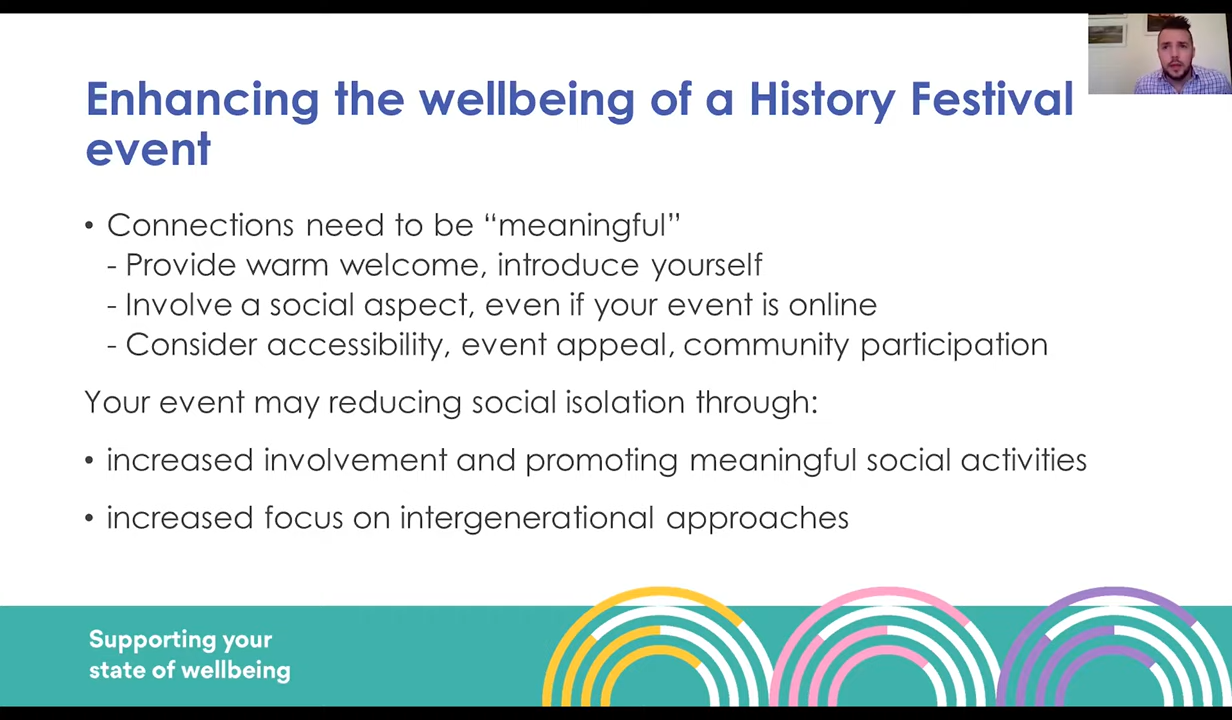 Enhancing the wellbeing of a History Festival
event
• Connections need to be “meaningful”
- Provide warm welcome, introduce yourself
- Involve a social aspect, even if your event is online
- Consider accessibility, event appeal, community participation
Your event may reducing social isolation through:
• increased involvement and promoting meaningful social activities
• increased focus on intergenerational approaches
Supporting your
state of wellbeing